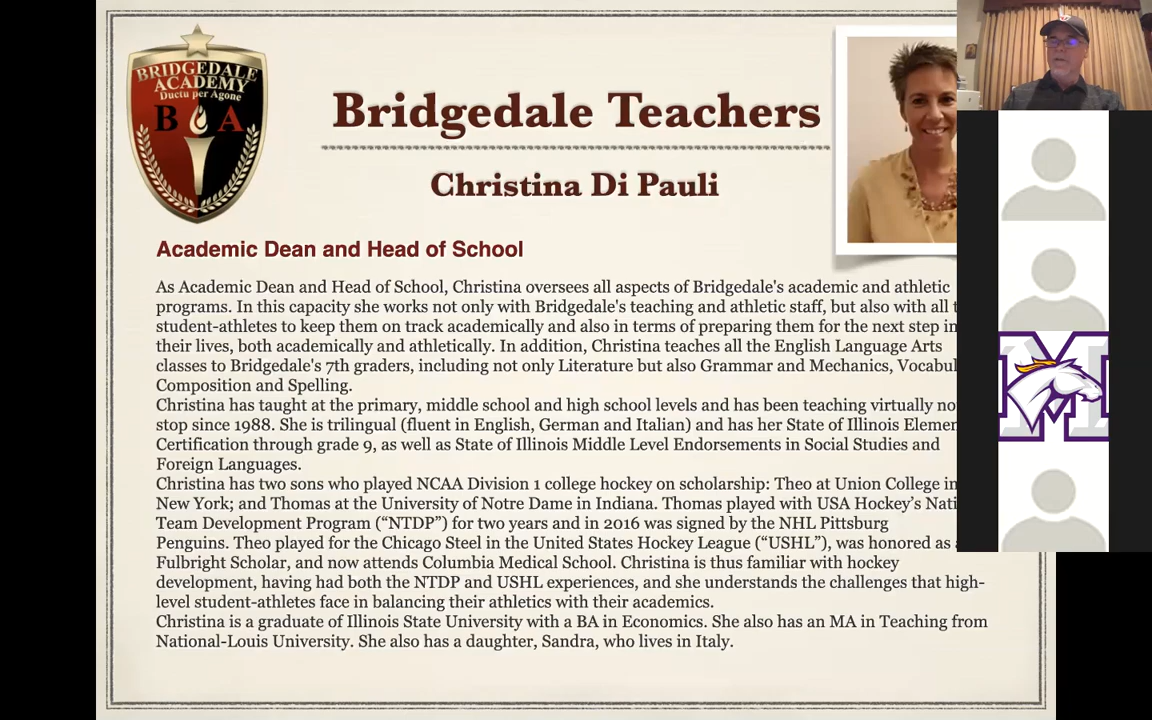 BRIDGEDALE
ACADEMY
Ductu per Agone
B A
Bridgedale Teachers
Christina Di Pauli
Academic Dean and Head of School
As Academic Dean and Head of School, Christina oversees all aspects of Bridgedale's academic and athletic
programs. In this capacity she works not only with Bridgedale's teaching and athletic staff, but also with all
student-athletes to keep them on track academically and also in terms of preparing them for the next step in
their lives, both academically and athletically. In addition, Christina teaches all the English Language Arts
classes to Bridgedale's 7th graders, including not only Literature but also Grammar and Mechanics,
Composition and Spelling.
Christina has taught at the primary, middle school and high school levels and has been teaching virtually
stop since 1988. She is trilingual (fluent in English, German and Italian) and has her State of Illinois
Certification through grade 9, as well as State of Illinois Middle Level Endorsements in Social Studies and
Foreign Languages.
Christina has two sons who played NCAA Division 1 college hockey on scholarship: Theo at Union College in
New York; and Thomas at the University of Notre Dame in Indiana. Thomas played with USA Hockey's
Team Development Program (“NTDP”) for two years and in 2016 was signed by the NHL Pittsburg
Penguins. Theo played for the Chicago Steel in the United States Hockey League (“USHL”), was honored as
Fulbright Scholar, and now attends Columbia Medical School. Christina is thus familiar with hockey
development, having had both the NTDP and USHL experiences, and she understands the challenges that high-
level student-athletes face in balancing their athletics with their academics.
Christina is a graduate of Illinois State University with a BA in Economics. She also has an MA in Teaching from
National-Louis University. She also has a daughter, Sandra, who lives in Italy.
M